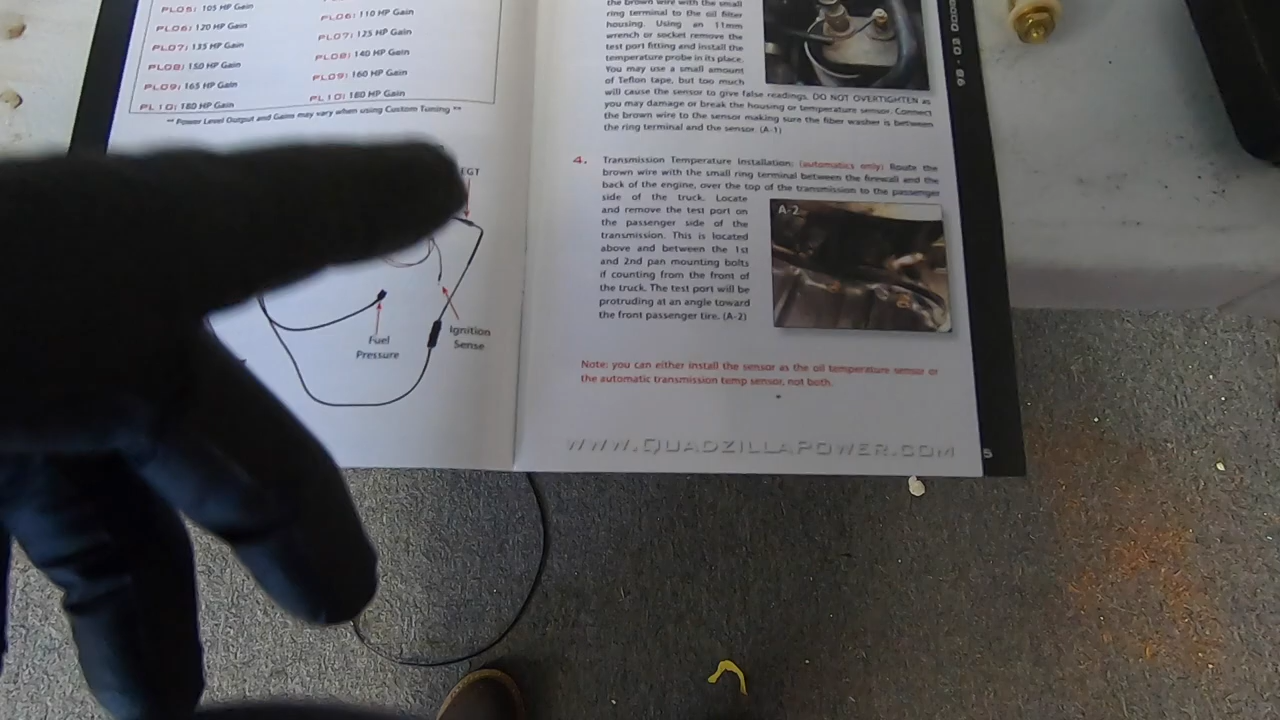 PL05: 105 HP Gain
PL06: 120 HP Gain
PL07: 135 HP Gain
PL08: 150 HP Gain
PL09: 165 HP Gain
PL 10: 180 HP Gain
PL06: 110 HP Gain
PL07: 125 HP Gain
PL08: 140 HP Gain
PL09: 160 HP Gain
PL 10: 180 HP Gain
** Power Level Output and Gains may vary when using Custom Tuning **
EGT
Ignition
Sense
Fuel
Pressure
the brown wire with the small
ring terminal to the oil filter
housing. Using an 11mm
wrench or socket remove the
test port fitting and install the
temperature probe in its place.
You may use a small amount
of Teflon tape, but too much
will cause the sensor to give false readings. DO NOT OVERTIGHTEN as
you may damage or break the housing or temperature sensor. Connect
the brown wire to the sensor making sure the fiber washer is between
the ring terminal and the sensor. (A-1)
4. Transmission Temperature Installation: (automatics only) Route the
brown wire with the small ring terminal between the firewall and the
back of the engine, over the top of the transmission to the passenger
side of the truck. Locate
and remove the test port on
the passenger side of the
transmission. This is located
above and between the 1st
and 2nd pan mounting bolts
if counting from the front of
the truck. The test port will be
protruding at an angle toward
the front passenger tire. (A-2)
A-2
Note: you can either install the sensor as the oil temperature sensor or
the automatic transmission temp sensor, not both.
WWW.QUADZILLAPOWER.COM
5